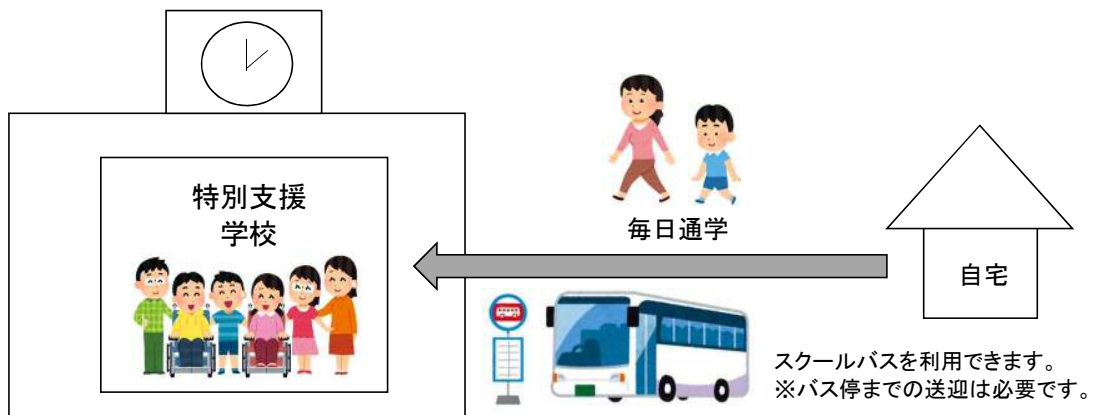 特別支援
学校
毎日通学
自宅
スクールバスを利用できます。
※バス停までの送迎は必要です。